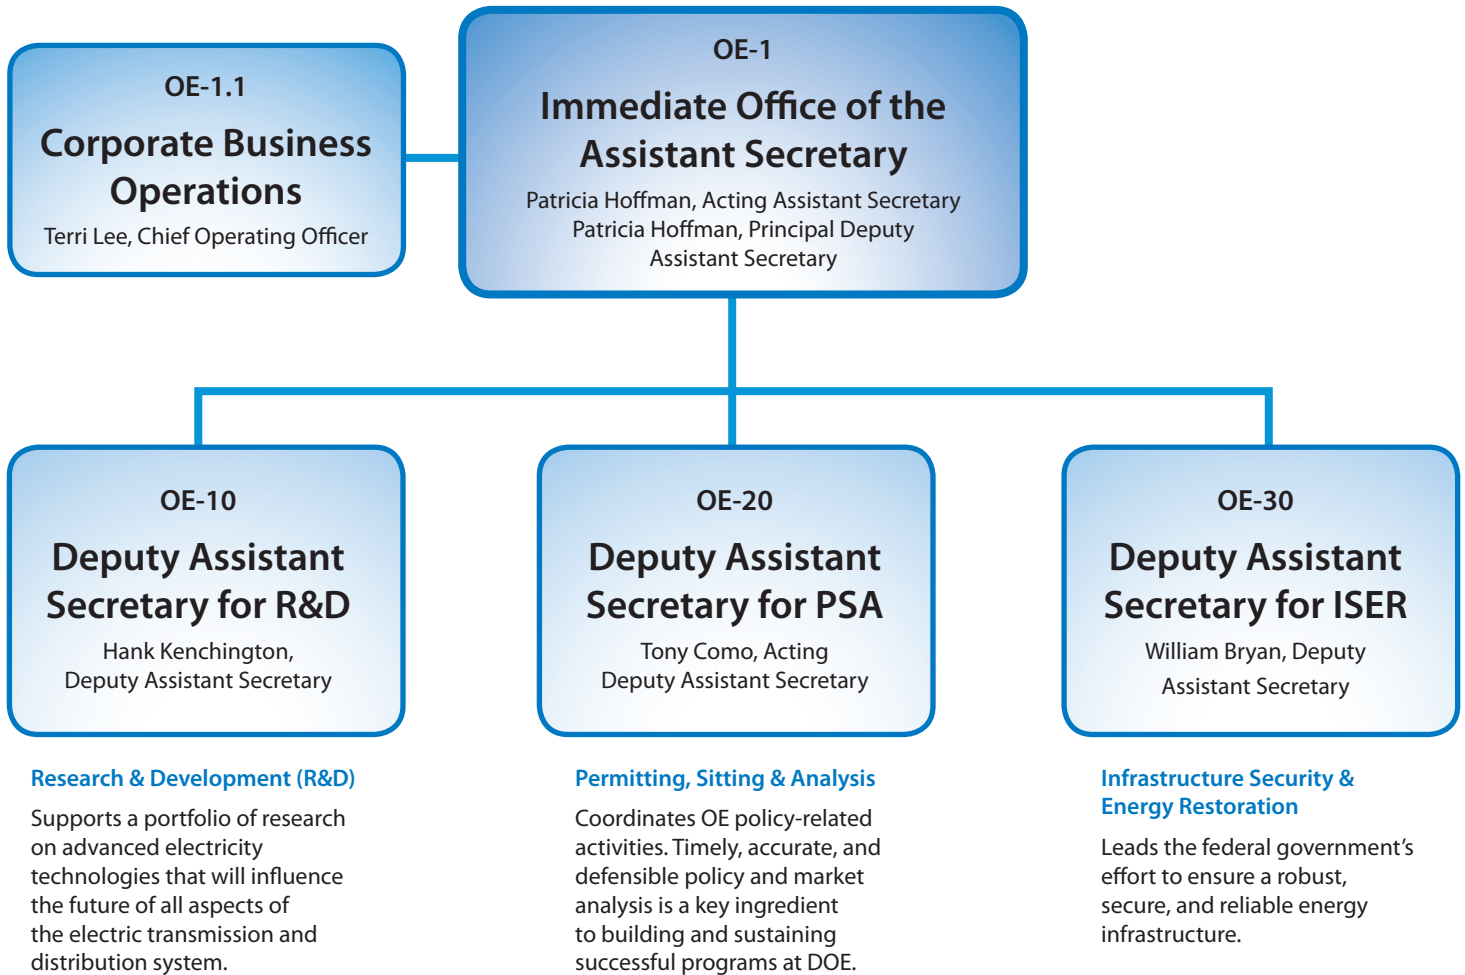 OE-1.1
Corporate Business
Operations
Terri Lee, Chief Operating Officer
OE-1
Immediate Office of the
Assistant Secretary
Patricia Hoffman, Acting Assistant Secretary
Patricia Hoffman, Principal Deputy
Assistant Secretary
OE-10
Deputy Assistant
Secretary for R&D
Hank Kenchington,
Deputy Assistant Secretary
OE-20
Deputy Assistant
Secretary for PSA
Tony Como, Acting
Deputy Assistant Secretary
OE-30
Deputy Assistant
Secretary for ISER
William Bryan, Deputy
Assistant Secretary
Research & Development (R&D)
Supports a portfolio of research
on advanced electricity
technologies that will influence
the future of all aspects of
the electric transmission and
distribution system.
Permitting, Sitting & Analysis
Coordinates OE policy-related
activities. Timely, accurate, and
defensible policy and market
analysis is a key ingredient
to building and sustaining
successful programs at DOE.
Infrastructure Security &
Energy Restoration
Leads the federal government’s
effort to ensure a robust,
secure, and reliable energy
infrastructure.